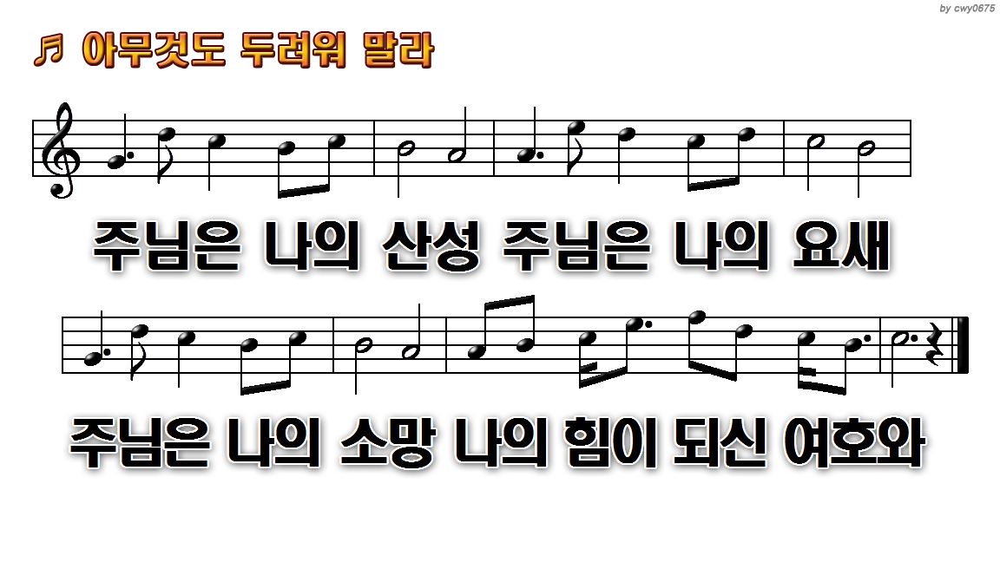 by cwy0675
♬ 아무것도 두려워 말라
주님은 나의 산성 주님은 나의 요새
주님은 나의 소망 나의 힘이 되신 여호와